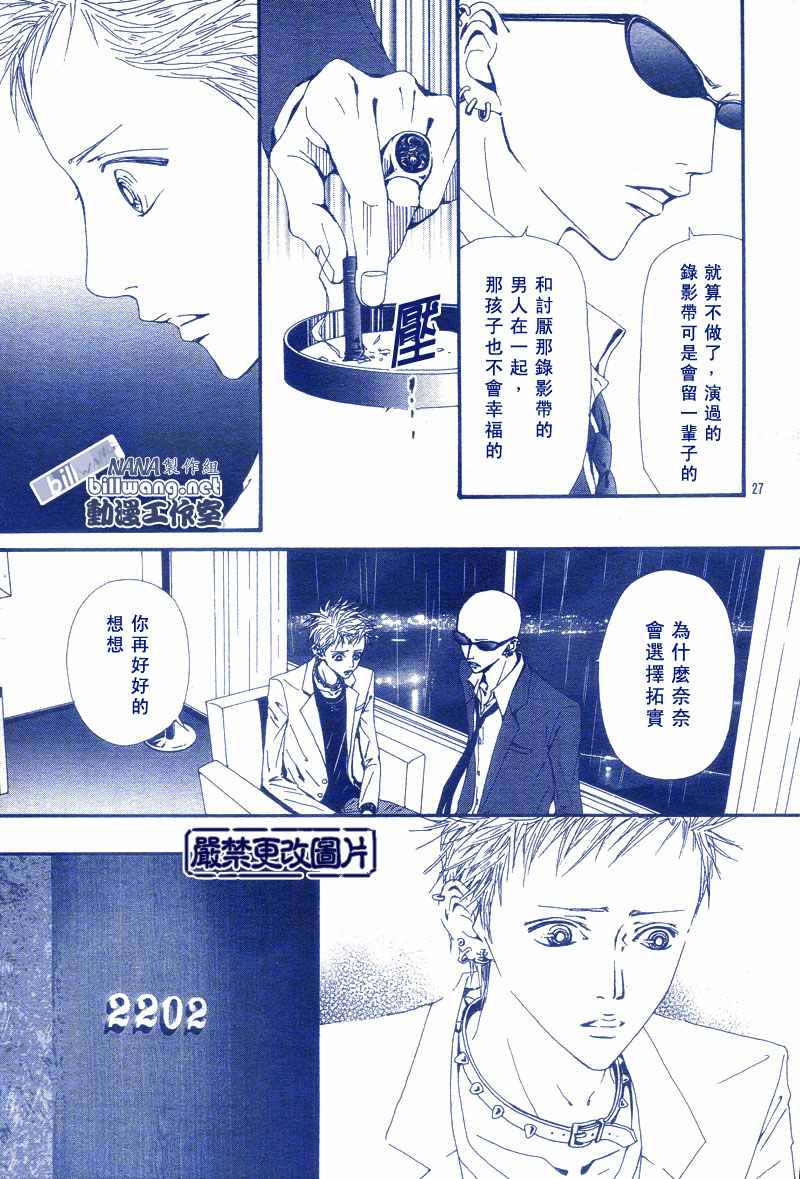 就算不做了，演過的
錄影帶可是會留一輩子的
和討厭那錄影帶的
男人在一起，
那孩子也不會幸福的
壓
27
bill
NANA製作組
billwang.net
動漫工作室
為什麼奈奈
會選擇拓實
你再好好的
想想
嚴禁更改圖片
2202